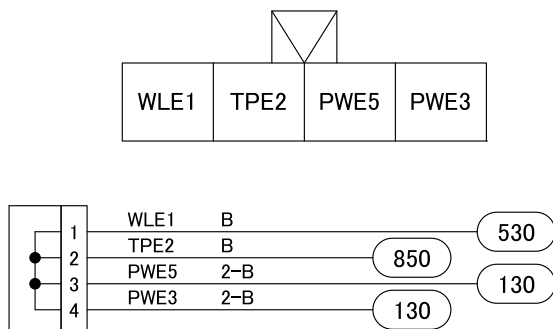 WLE1 TPE2 PWE5 PWE3
1 WLE1 B 530
2 TPE2 B 850
3 PWE5 2-B 130
4 PWE3 2-B 130